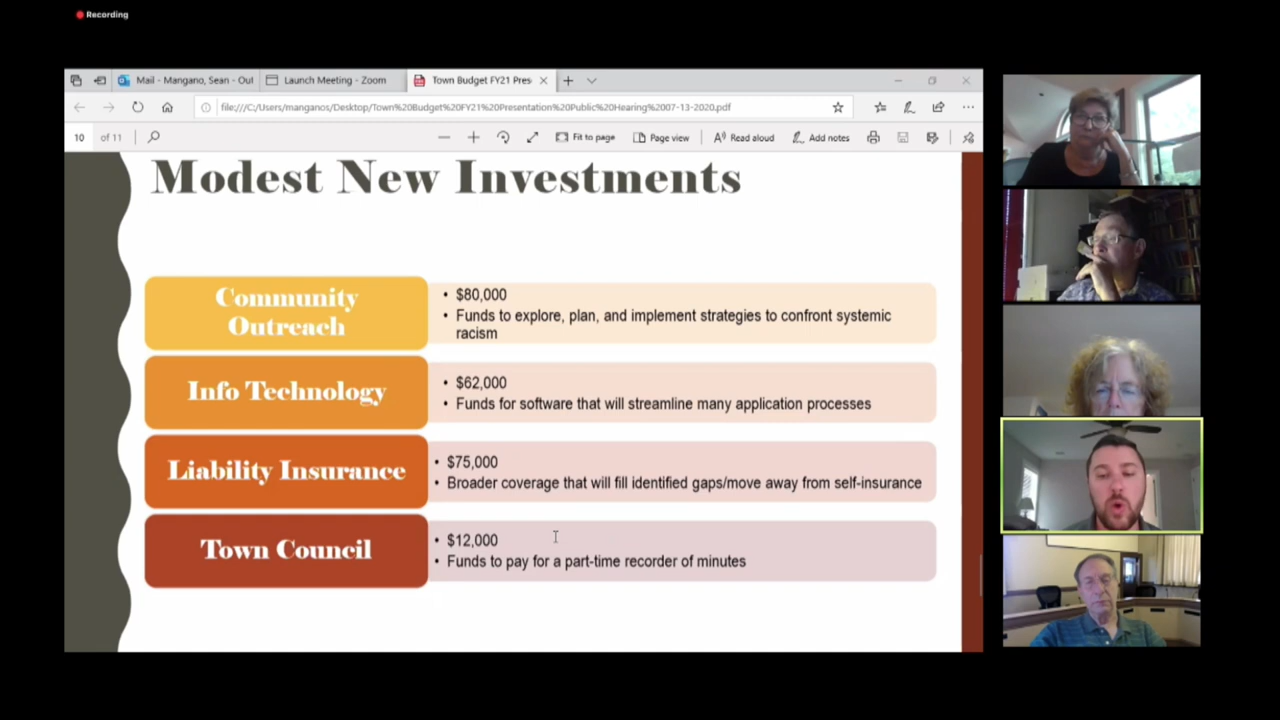 Recording
Mail - Mangano, Sean - Out
Launch Meeting - Zoom
Town Budget FY21 Pres
file:///C:/Users/manganos/Desktop/Town%20Budget%20FY21%20Presentation%20Public%20Hearing%2007-13-2020.pdf
10 of 11
Fit to page
Page view
Read aloud
Add notes
Modest New Investments
Community
Outreach
• $80,000
• Funds to explore, plan, and implement strategies to confront systemic
racism
Info Technology
• $62,000
• Funds for software that will streamline many application processes
Liability Insurance
• $75,000
• Broader coverage that will fill identified gaps/move away from self-insurance
Town Council
• $12,000
• Funds to pay for a part-time recorder of minutes